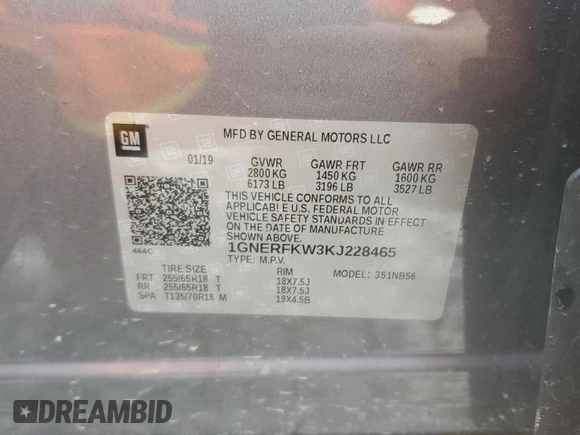 GM
MFD BY GENERAL MOTORS LLC
01/19 GVWR GAWR FRT GAWR RR
2800 KG 1450 KG 1600 KG
6173 LB 3196 LB 3527 LB
THIS VEHICLE CONFORMS TO ALL
APPLICABLE U.S. FEDERAL MOTOR
VEHICLE SAFETY STANDARDS IN EFFECT
ON THE DATE OF MANUFACTURE
SHOWN ABOVE.
464C
1GNERFKW3KJ228465
TYPE: M.P.V.
TIRE SIZE RIM MODEL: 351NB56
FRT 255/65R18 T 18X7.5J
RR 255/65R18 T 18X7.5J
SPA T135/70R18 M 18X4.5B
DREAMBID